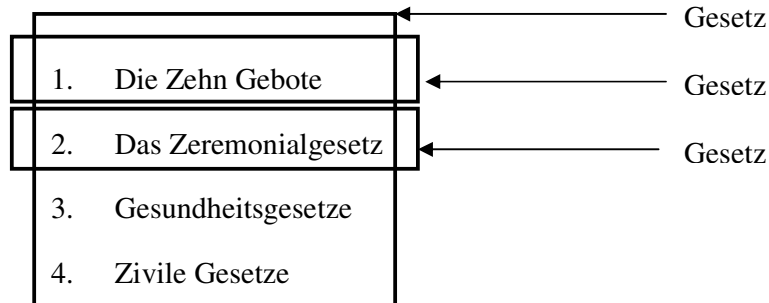 Gesetz
1. Die Zehn Gebote Gesetz
2. Das Zeremonialgesetz Gesetz
3. Gesundheitsgesetze
4. Zivile Gesetze